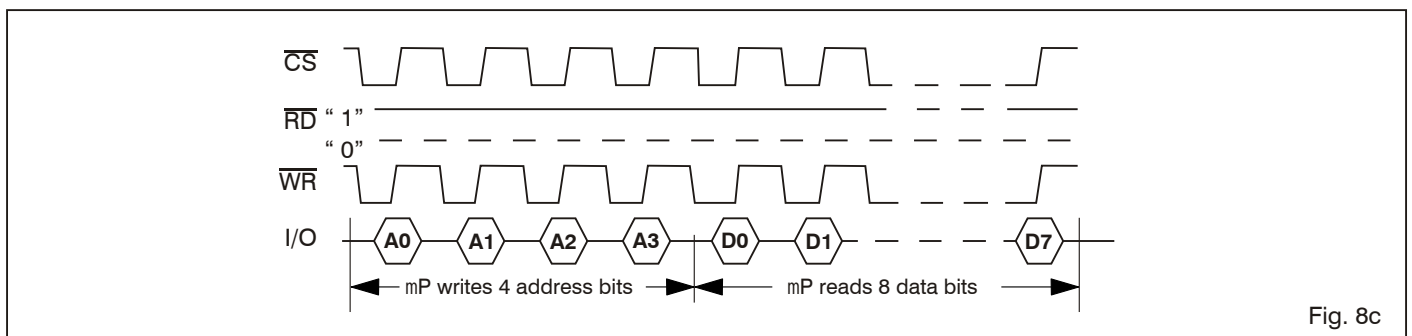 CS
RD “ 1”
“ 0”
WR
I/O A0 A1 A2 A3 D0 D1 D7
mP writes 4 address bits mP reads 8 data bits
Fig. 8c